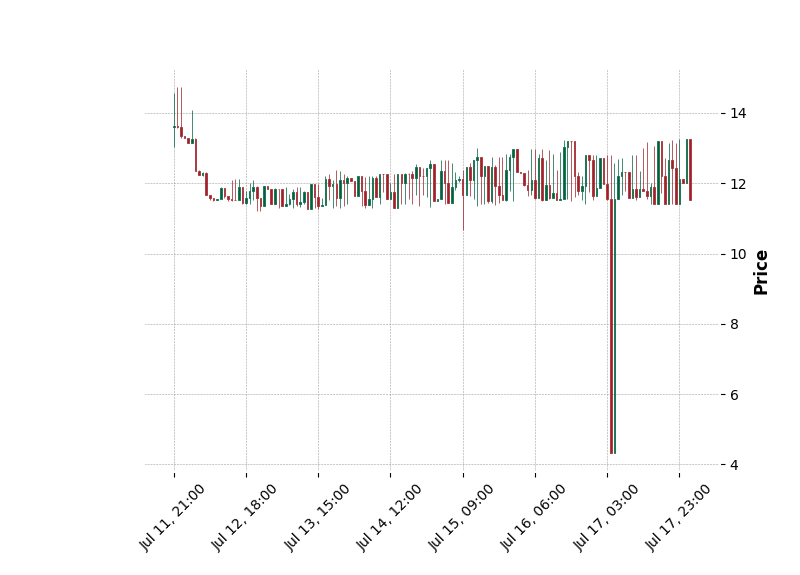 14
12
10
8
6
4
Price
Jul 11, 21:00
Jul 12, 18:00
Jul 13, 15:00
Jul 14, 12:00
Jul 15, 09:00
Jul 16, 06:00
Jul 17, 03:00
Jul 17, 23:00